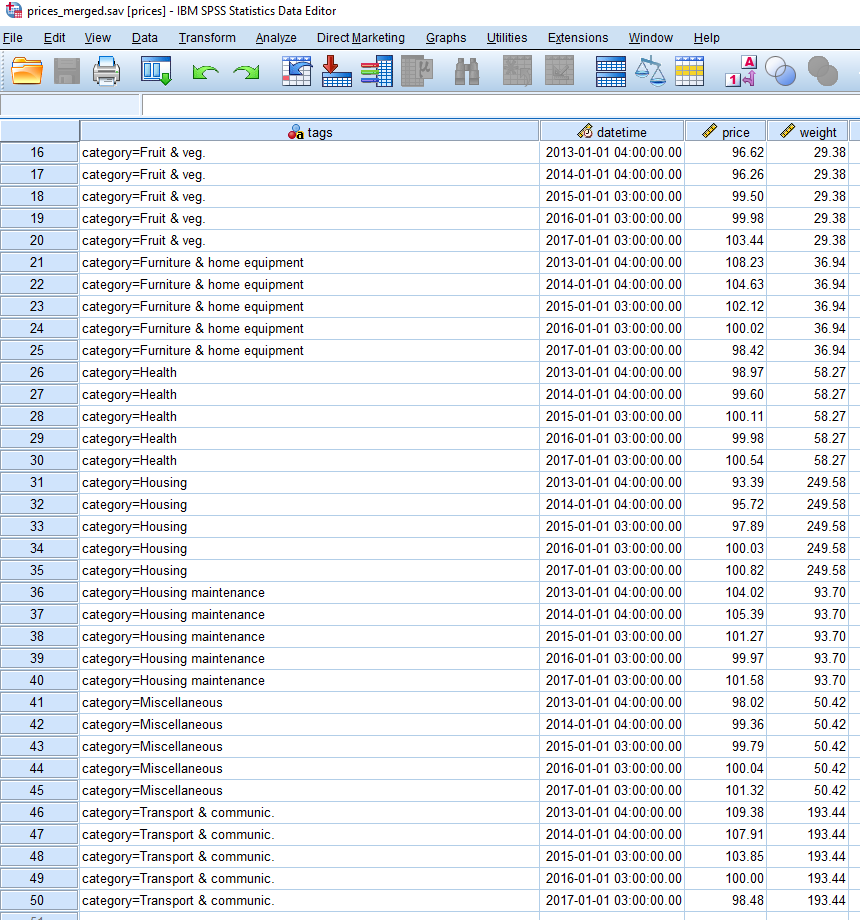 prices_merged.sav [prices] - IBM SPSS Statistics Data Editor
File Edit View Data Transform Analyze Direct Marketing Graphs Utilities Extensions Window Help
tags datetime price weight
16 category=Fruit & veg. 2013-01-01 04:00:00.00 96.62 29.38
17 category=Fruit & veg. 2014-01-01 04:00:00.00 96.26 29.38
18 category=Fruit & veg. 2015-01-01 03:00:00.00 99.50 29.38
19 category=Fruit & veg. 2016-01-01 03:00:00.00 99.98 29.38
20 category=Fruit & veg. 2017-01-01 03:00:00.00 103.44 29.38
21 category=Furniture & home equipment 2013-01-01 04:00:00.00 108.23 36.94
22 category=Furniture & home equipment 2014-01-01 04:00:00.00 104.63 36.94
23 category=Furniture & home equipment 2015-01-01 03:00:00.00 102.12 36.94
24 category=Furniture & home equipment 2016-01-01 03:00:00.00 100.02 36.94
25 category=Furniture & home equipment 2017-01-01 03:00:00.00 98.42 36.94
26 category=Health 2013-01-01 04:00:00.00 98.97 58.27
27 category=Health 2014-01-01 04:00:00.00 99.60 58.27
28 category=Health 2015-01-01 03:00:00.00 100.11 58.27
29 category=Health 2016-01-01 03:00:00.00 99.98 58.27
30 category=Health 2017-01-01 03:00:00.00 100.54 58.27
31 category=Housing 2013-01-01 04:00:00.00 93.39 249.58
32 category=Housing 2014-01-01 04:00:00.00 95.72 249.58
33 category=Housing 2015-01-01 03:00:00.00 97.89 249.58
34 category=Housing 2016-01-01 03:00:00.00 100.03 249.58
35 category=Housing 2017-01-01 03:00:00.00 100.82 249.58
36 category=Housing maintenance 2013-01-01 04:00:00.00 104.02 93.70
37 category=Housing maintenance 2014-01-01 04:00:00.00 105.39 93.70
38 category=Housing maintenance 2015-01-01 03:00:00.00 101.27 93.70
39 category=Housing maintenance 2016-01-01 03:00:00.00 99.97 93.70
40 category=Housing maintenance 2017-01-01 03:00:00.00 101.58 93.70
41 category=Miscellaneous 2013-01-01 04:00:00.00 98.02 50.42
42 category=Miscellaneous 2014-01-01 04:00:00.00 99.36 50.42
43 category=Miscellaneous 2015-01-01 03:00:00.00 99.79 50.42
44 category=Miscellaneous 2016-01-01 03:00:00.00 100.04 50.42
45 category=Miscellaneous 2017-01-01 03:00:00.00 101.32 50.42
46 category=Transport & communic. 2013-01-01 04:00:00.00 109.38 193.44
47 category=Transport & communic. 2014-01-01 04:00:00.00 107.91 193.44
48 category=Transport & communic. 2015-01-01 03:00:00.00 103.85 193.44
49 category=Transport & communic. 2016-01-01 03:00:00.00 100.00 193.44
50 category=Transport & communic. 2017-01-01 03:00:00.00 98.48 193.44